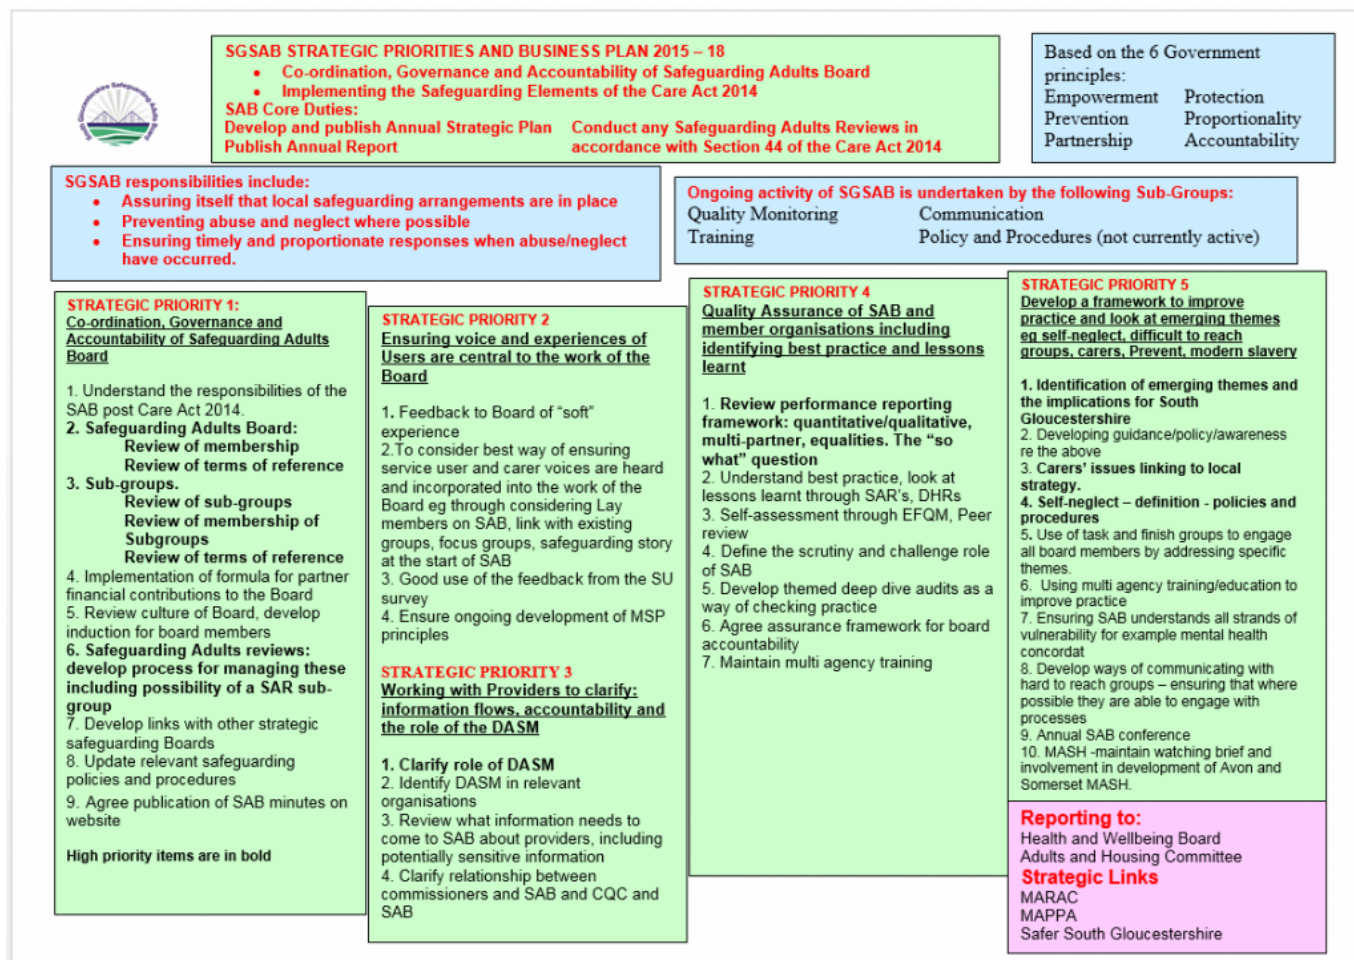 SGSAB STRATEGIC PRIORITIES AND BUSINESS PLAN 2015 – 18
• Co-ordination, Governance and Accountability of Safeguarding Adults Board
• Implementing the Safeguarding Elements of the Care Act 2014
SAB Core Duties:
Develop and publish Annual Strategic Plan Conduct any Safeguarding Adults Reviews in
Publish Annual Report accordance with Section 44 of the Care Act 2014
Based on the 6 Government
principles:
Empowerment Protection
Prevention Proportionality
Partnership Accountability
South Gloucestershire Safeguarding Adults Board
SGSAB responsibilities include:
• Assuring itself that local safeguarding arrangements are in place
• Preventing abuse and neglect where possible
• Ensuring timely and proportionate responses when abuse/neglect
have occurred.
Ongoing activity of SGSAB is undertaken by the following Sub-Groups:
Quality Monitoring Communication
Training Policy and Procedures (not currently active)
STRATEGIC PRIORITY 1:
Co-ordination, Governance and
Accountability of Safeguarding Adults
Board
1. Understand the responsibilities of the
SAB post Care Act 2014.
2. Safeguarding Adults Board:
Review of membership
Review of terms of reference
3. Sub-groups.
Review of sub-groups
Review of membership of
Subgroups
Review of terms of reference
4. Implementation of formula for partner
financial contributions to the Board
5. Review culture of Board, develop
induction for board members
6. Safeguarding Adults reviews:
develop process for managing these
including possibility of a SAR sub-
group
7. Develop links with other strategic
safeguarding Boards
8. Update relevant safeguarding
policies and procedures
9. Agree publication of SAB minutes on
website
High priority items are in bold
STRATEGIC PRIORITY 2
Ensuring voice and experiences of
Users are central to the work of the
Board
1. Feedback to Board of “soft”
experience
2.To consider best way of ensuring
service user and carer voices are heard
and incorporated into the work of the
Board eg through considering Lay
members on SAB, link with existing
groups, focus groups, safeguarding story
at the start of SAB
3. Good use of the feedback from the SU
survey
4. Ensure ongoing development of MSP
principles
STRATEGIC PRIORITY 3
Working with Providers to clarify:
information flows, accountability and
the role of the DASM
1. Clarify role of DASM
2. Identify DASM in relevant
organisations
3. Review what information needs to
come to SAB about providers, including
potentially sensitive information
4. Clarify relationship between
commissioners and SAB and CQC and
SAB
STRATEGIC PRIORITY 4
Quality Assurance of SAB and
member organisations including
identifying best practice and lessons
learnt
1. Review performance reporting
framework: quantitative/qualitative,
multi-partner, equalities. The “so
what” question
2. Understand best practice, look at
lessons learnt through SAR’s, DHRs
3. Self-assessment through EFQM, Peer
review
4. Define the scrutiny and challenge role
of SAB
5. Develop themed deep dive audits as a
way of checking practice
6. Agree assurance framework for board
accountability
7. Maintain multi agency training
STRATEGIC PRIORITY 5
Develop a framework to improve
practice and look at emerging themes
eg self-neglect, difficult to reach
groups, carers, Prevent, modern slavery
1. Identification of emerging themes and
the implications for South
Gloucestershire
2. Developing guidance/policy/awareness
re the above
3. Carers’ issues linking to local
strategy.
4. Self-neglect – definition - policies and
procedures
5. Use of task and finish groups to engage
all board members by addressing specific
themes.
6. Using multi agency training/education to
improve practice
7. Ensuring SAB understands all strands of
vulnerability for example mental health
concordat
8. Develop ways of communicating with
hard to reach groups – ensuring that where
possible they are able to engage with
processes
9. Annual SAB conference
10. MASH -maintain watching brief and
involvement in development of Avon and
Somerset MASH.
Reporting to:
Health and Wellbeing Board
Adults and Housing Committee
Strategic Links
MARAC
MAPPA
Safer South Gloucestershire